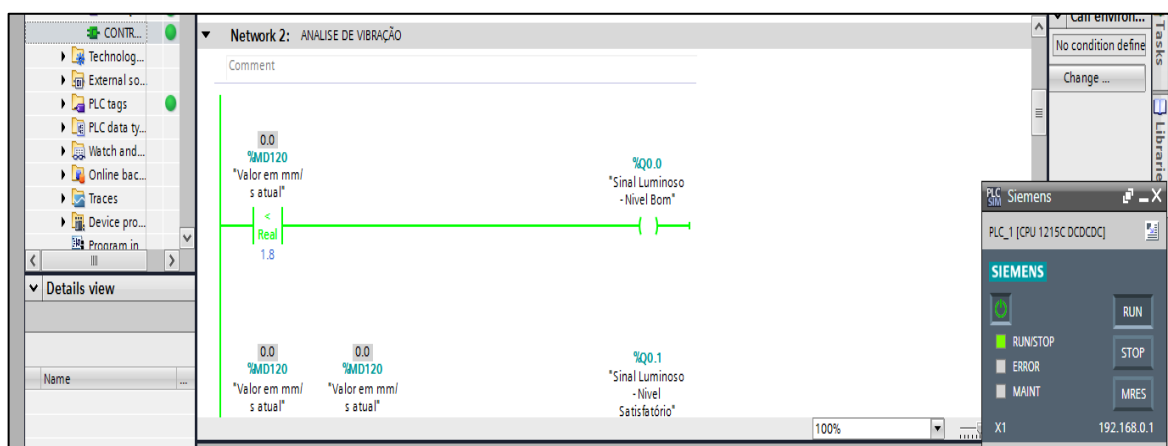 CONTR...
Technolog...
External so...
PLC tags
PLC data ty...
Watch and...
Online bac...
Traces
Device pro...
Program in
Details view
Name
...
Network 2: ANALISE DE VIBRAÇÃO
Comment
0.0
%MD120
"Valor em mm/
s atual"
<
Real
1.8
%Q0.0
"Sinal Luminoso
- Nivel Bom"
0.0
%MD120
"Valor em mm/
s atual"
0.0
%MD120
"Valor em mm/
s atual"
%Q0.1
"Sinal Luminoso
- Nivel
Satisfatório"
100%
Call environ...
No condition define
Change ...
Tasks
Librarie
PLC SIM
Siemens
PLC_1 [CPU 1215C DCDCDC]
SIEMENS
RUN
RUN/STOP
STOP
ERROR
MAINT
MRES
X1
192.168.0.1